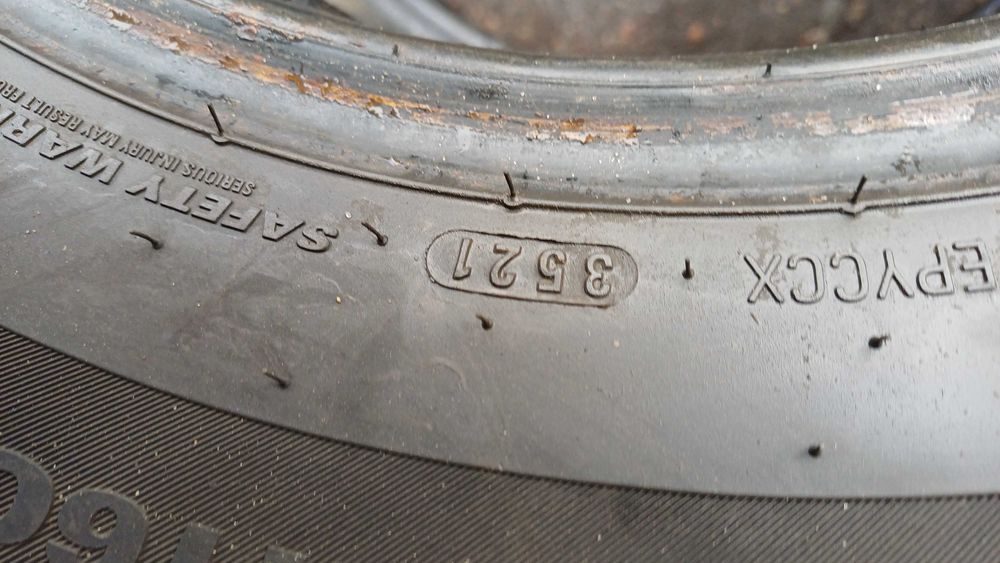 EPYCCX 3521
SAFETY
SERIOUS INJURY MAY RESULT